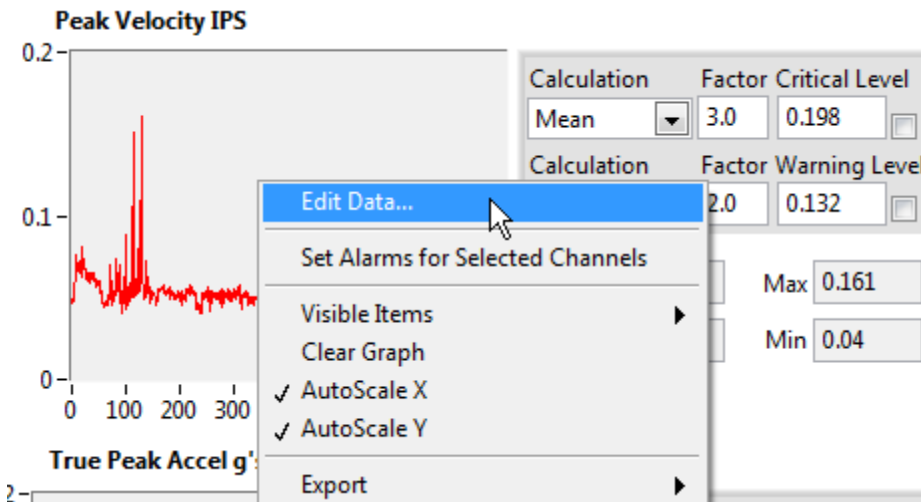 Peak Velocity IPS
0.2
0.1
0
0 100 200 300
Calculation Factor Critical Level
Mean 3.0 0.198
Calculation Factor Warning Level
2.0 0.132
Max 0.161
Min 0.04
Edit Data...
Set Alarms for Selected Channels
Visible Items
Clear Graph
AutoScale X
AutoScale Y
Export
True Peak Accel g's
2